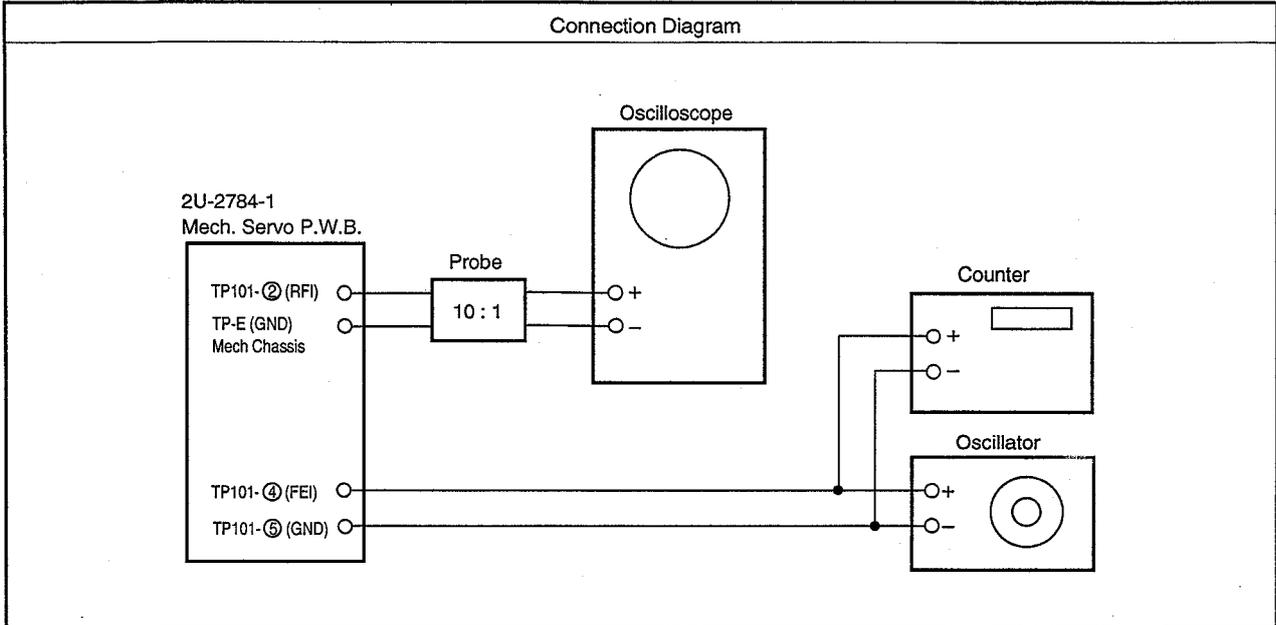 Connection Diagram
Oscilloscope
2U-2784-1
Mech. Servo P.W.B.
Probe
TP101-② (RFI)
+
10 : 1
TP-E (GND)
−
Mech Chassis
Counter
+
−
Oscillator
TP101-④ (FEI)
+
TP101-⑤ (GND)
−